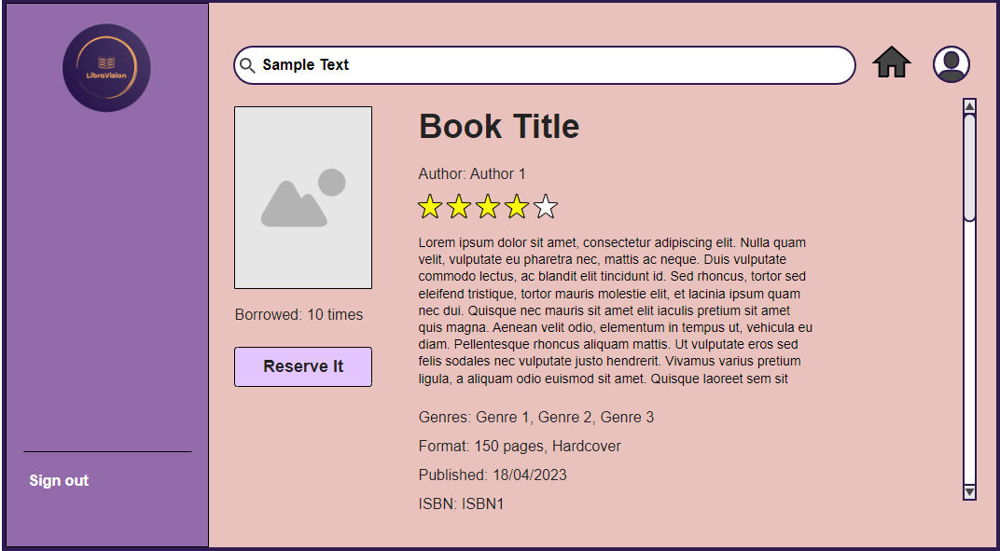 LibraVision
Sample Text
Book Title
Author: Author 1
Lorem ipsum dolor sit amet, consectetur adipiscing elit. Nulla quam
velit, vulputate eu pharetra nec, mattis ac neque. Duis vulputate
commodo lectus, ac blandit elit tincidunt id. Sed rhoncus, tortor sed
eleifend tristique, tortor mauris molestie elit, et lacinia ipsum quam
nec dui. Quisque nec mauris sit amet elit iaculis pretium sit amet
quis magna. Aenean velit odio, elementum in tempus ut, vehicula eu
diam. Pellentesque rhoncus aliquam mattis. Ut vulputate eros sed
felis sodales nec vulputate justo hendrerit. Vivamus varius pretium
ligula, a aliquam odio euismod sit amet. Quisque laoreet sem sit
Borrowed: 10 times
Reserve It
Genres: Genre 1, Genre 2, Genre 3
Format: 150 pages, Hardcover
Published: 18/04/2023
ISBN: ISBN1
Sign out